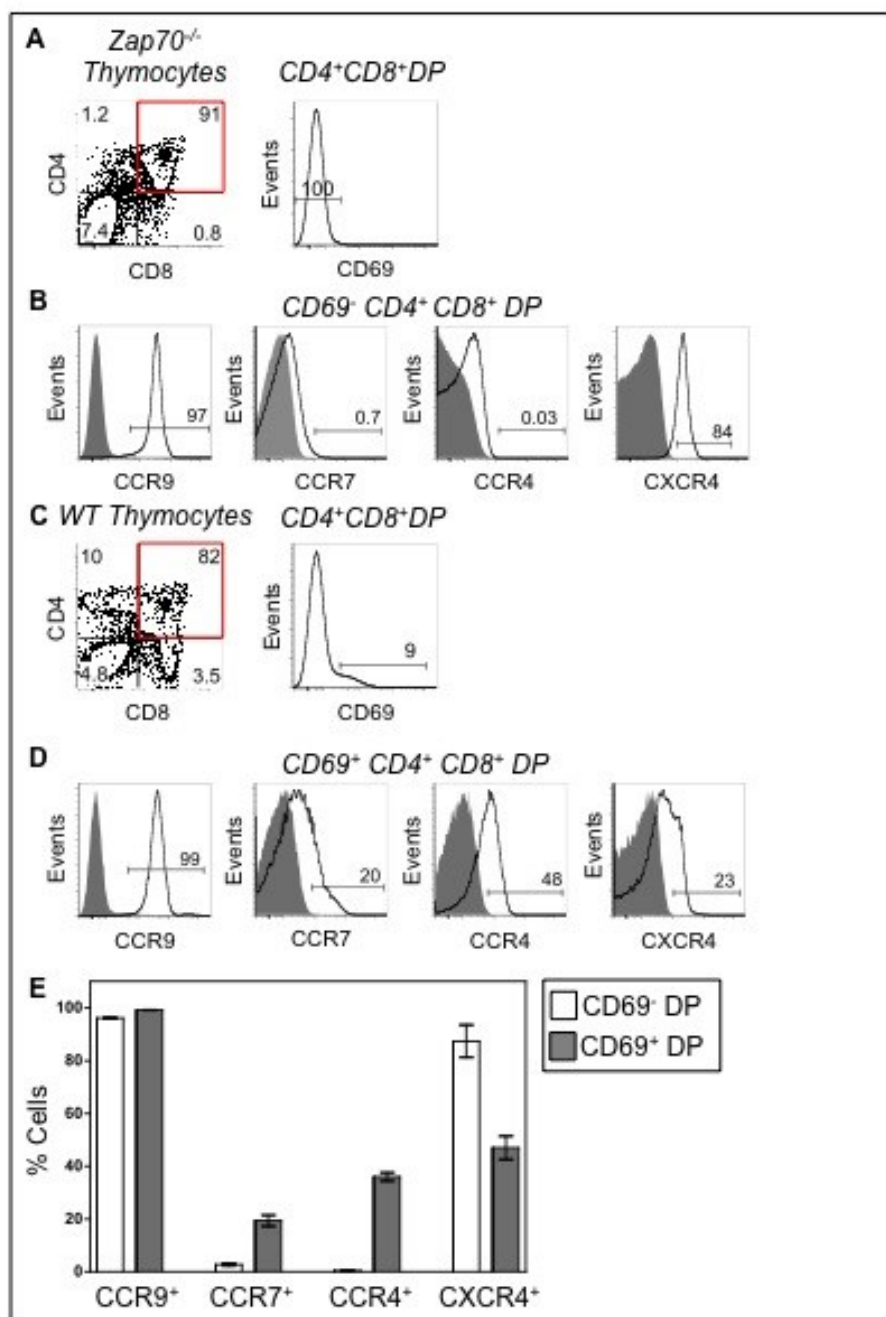 A
Zap70-/-
Thymocytes
CD4+CD8+DP
1.2
91
7.4
0.8
CD4
CD8
Events
100
CD69
B
CD69- CD4+ CD8+ DP
Events
97
CCR9
Events
0.7
CCR7
Events
0.03
CCR4
Events
84
CXCR4
C
WT Thymocytes
CD4+CD8+DP
10
82
4.8
3.5
CD4
CD8
Events
9
CD69
D
CD69+ CD4+ CD8+ DP
Events
99
CCR9
Events
20
CCR7
Events
48
CCR4
Events
23
CXCR4
E
% Cells
100
80
60
40
20
0
CCR9+
CCR7+
CCR4+
CXCR4+
CD69- DP
CD69+ DP